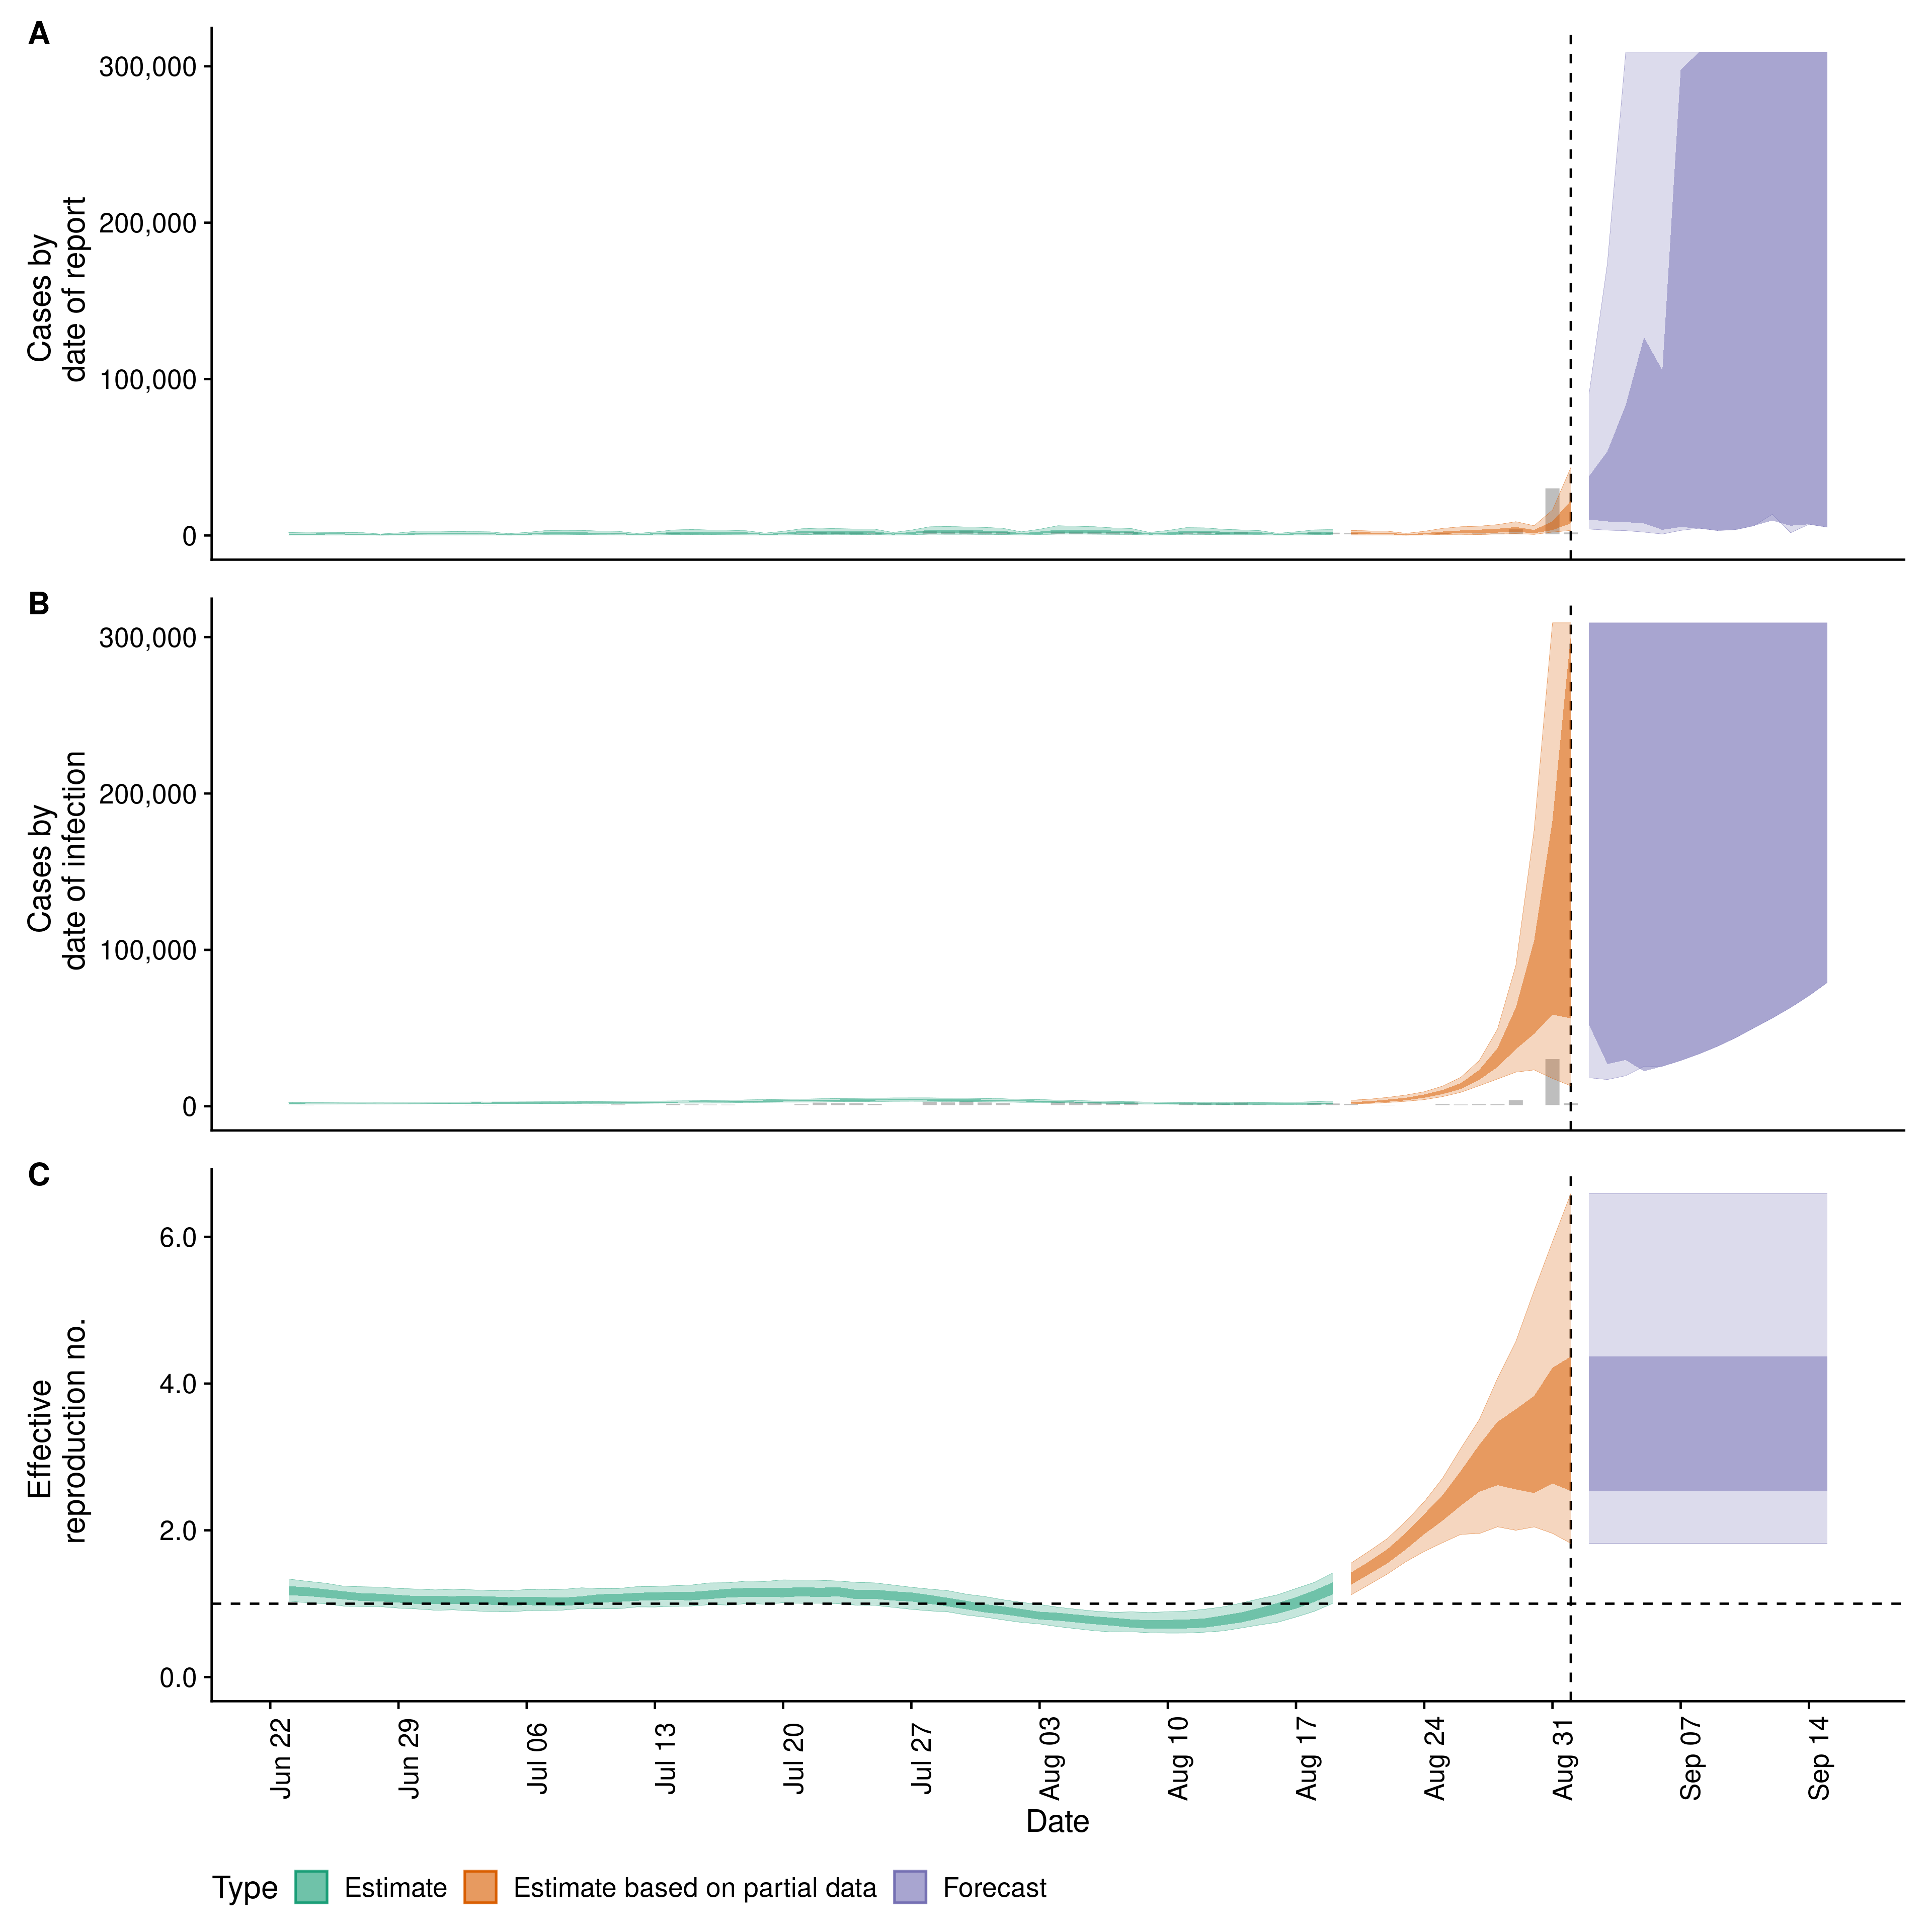 A
Cases by
date of report
300,000
200,000
100,000
0
B
Cases by
date of infection
300,000
200,000
100,000
0
C
Effective
reproduction no.
6.0
4.0
2.0
0.0
Jun 22
Jun 29
Jul 06
Jul 13
Jul 20
Jul 27
Aug 03
Aug 10
Aug 17
Aug 24
Aug 31
Sep 07
Sep 14
Date
Type Estimate Estimate based on partial data Forecast